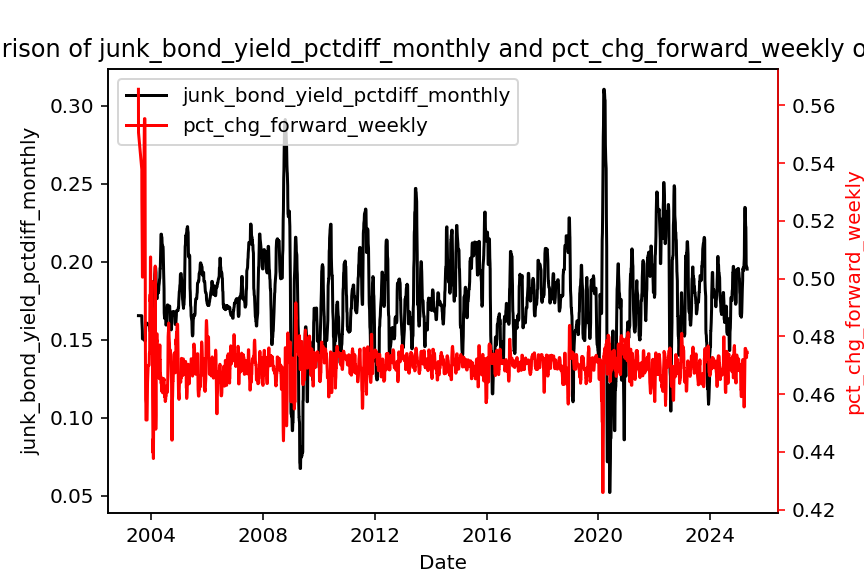 rison of junk_bond_yield_pctdiff_monthly and pct_chg_forward_weekly o
junk_bond_yield_pctdiff_monthly
pct_chg_forward_weekly
junk_bond_yield_pctdiff_monthly
0.30
0.25
0.20
0.15
0.10
0.05
0.56
0.54
0.52
0.50
0.48
0.46
0.44
0.42
pct_chg_forward_weekly
2004 2008 2012 2016 2020 2024
Date